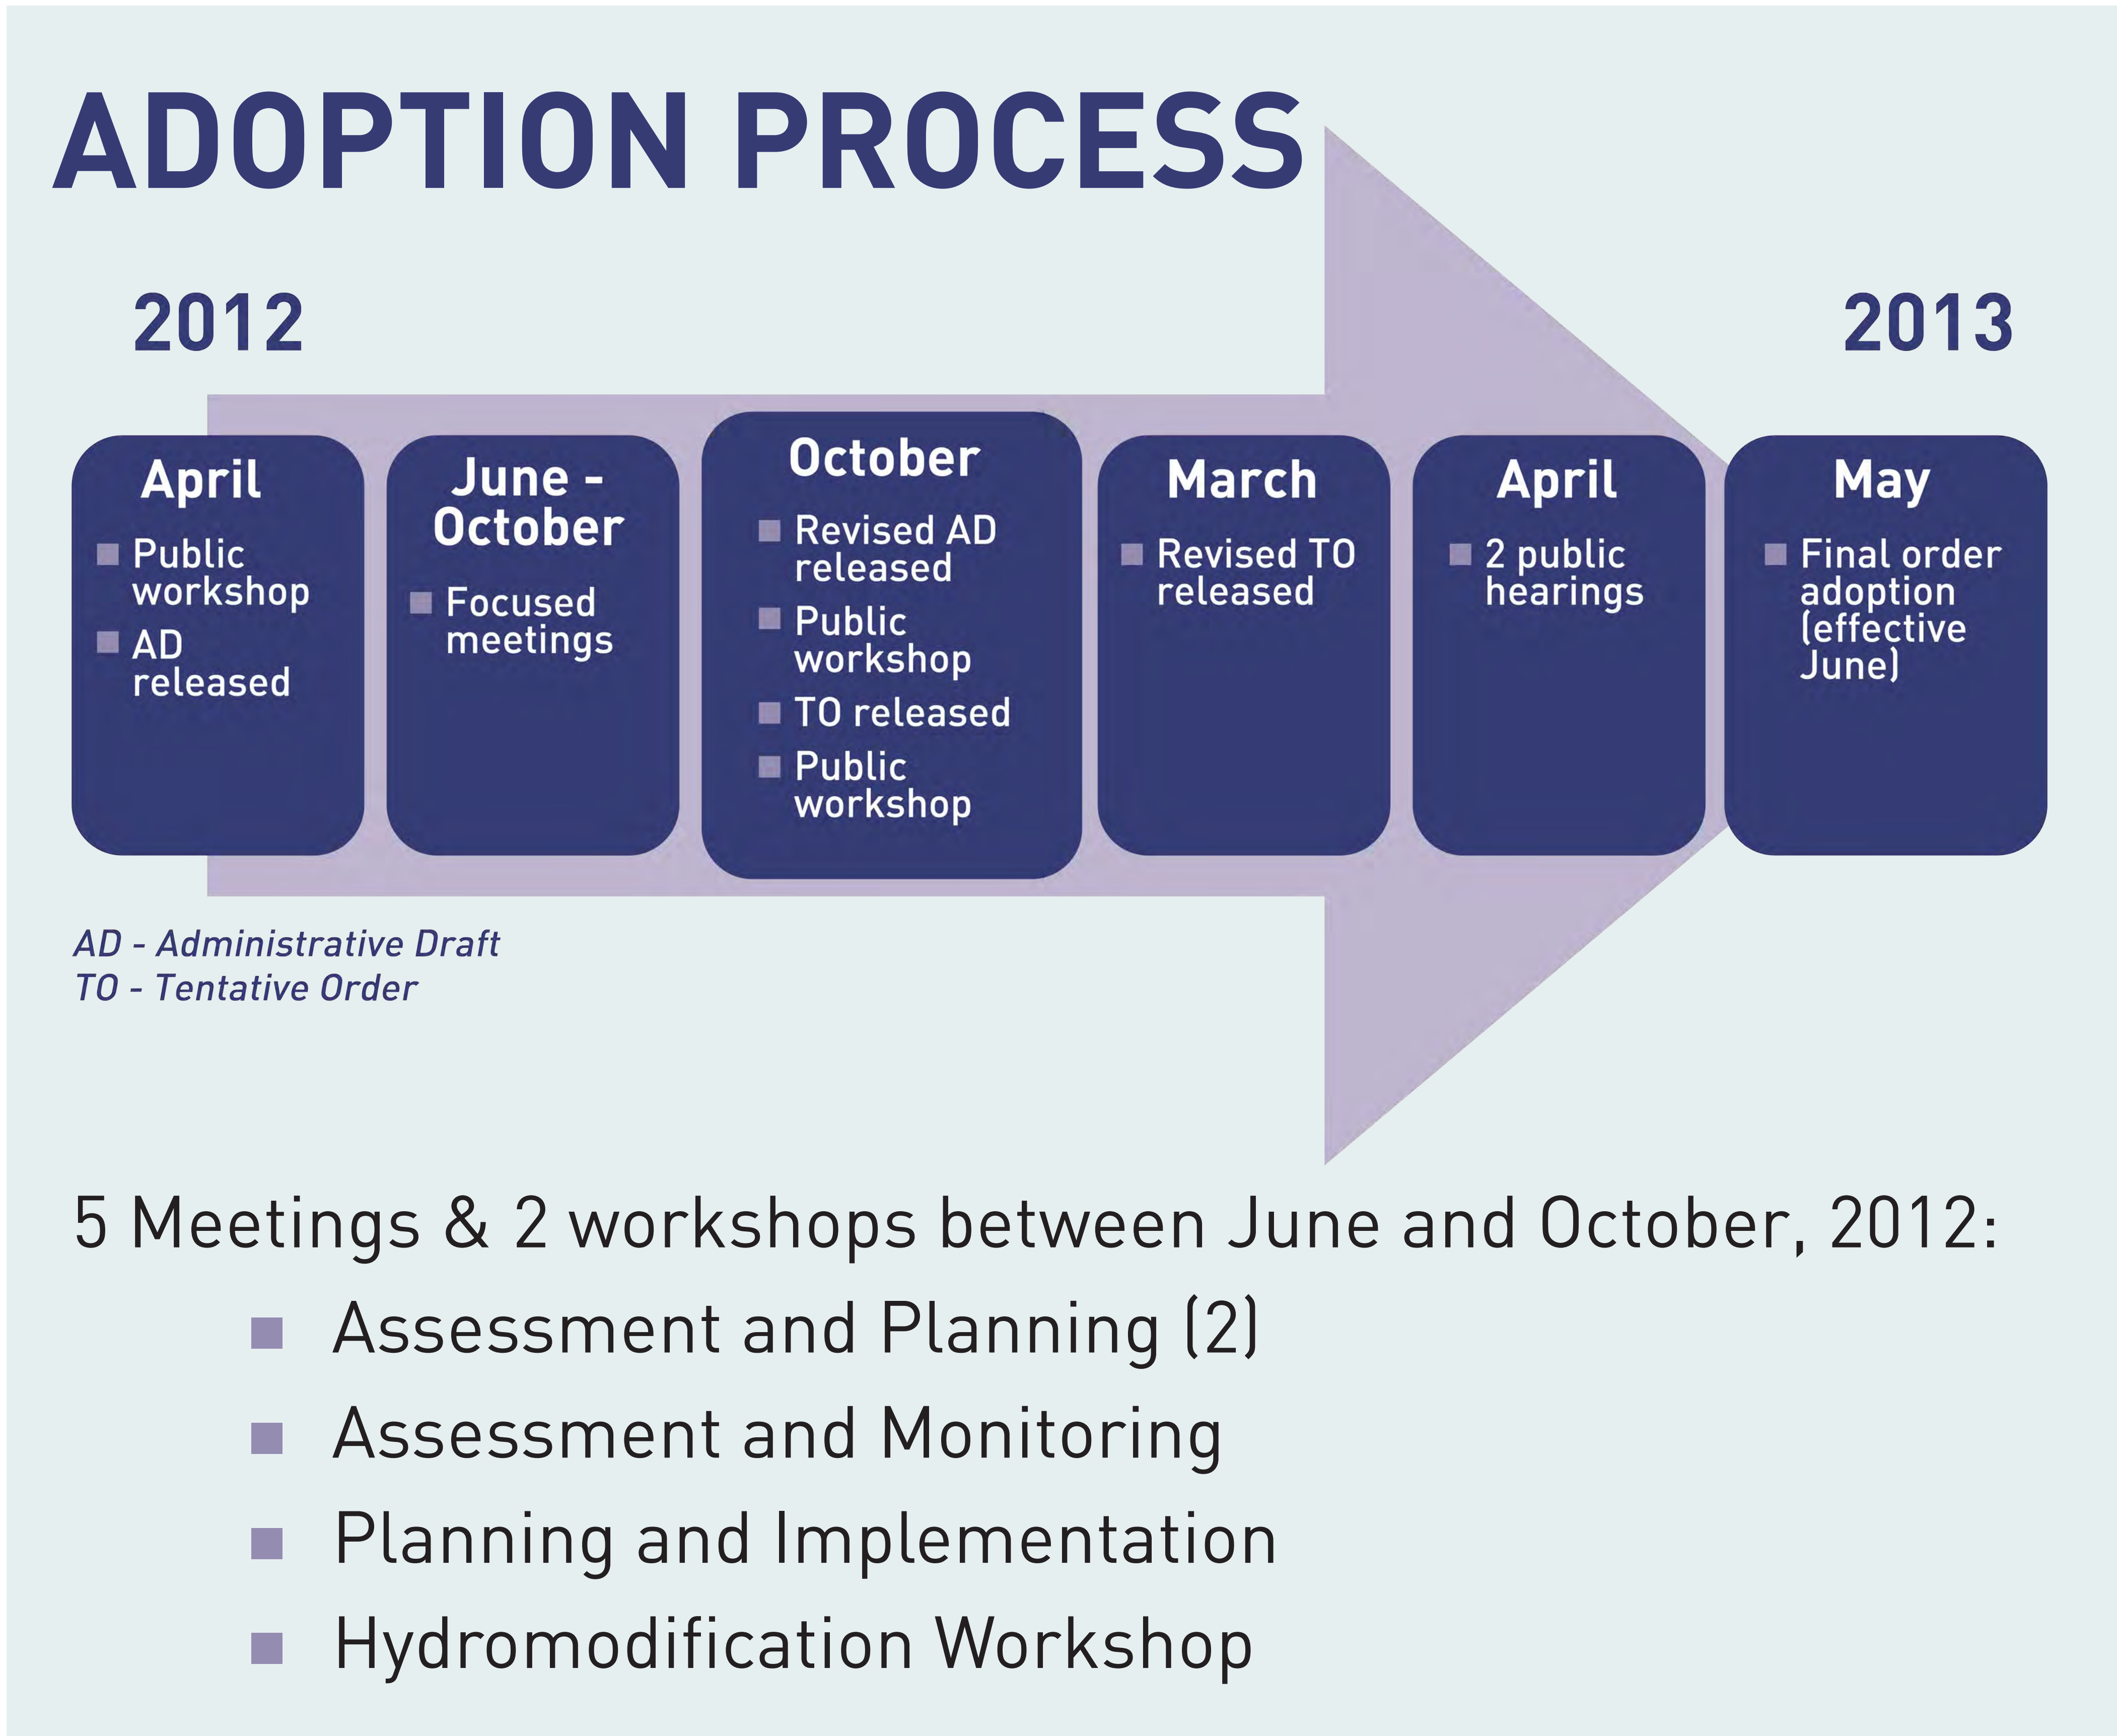 ADOPTION PROCESS
2012
2013
April
Public
workshop
AD
released
June -
October
Focused
meetings
October
Revised AD
released
Public
workshop
TO released
Public
workshop
March
Revised TO
released
April
2 public
hearings
May
Final order
adoption
(effective
June)
AD - Administrative Draft
TO - Tentative Order
5 Meetings & 2 workshops between June and October, 2012:
Assessment and Planning (2)
Assessment and Monitoring
Planning and Implementation
Hydromodification Workshop